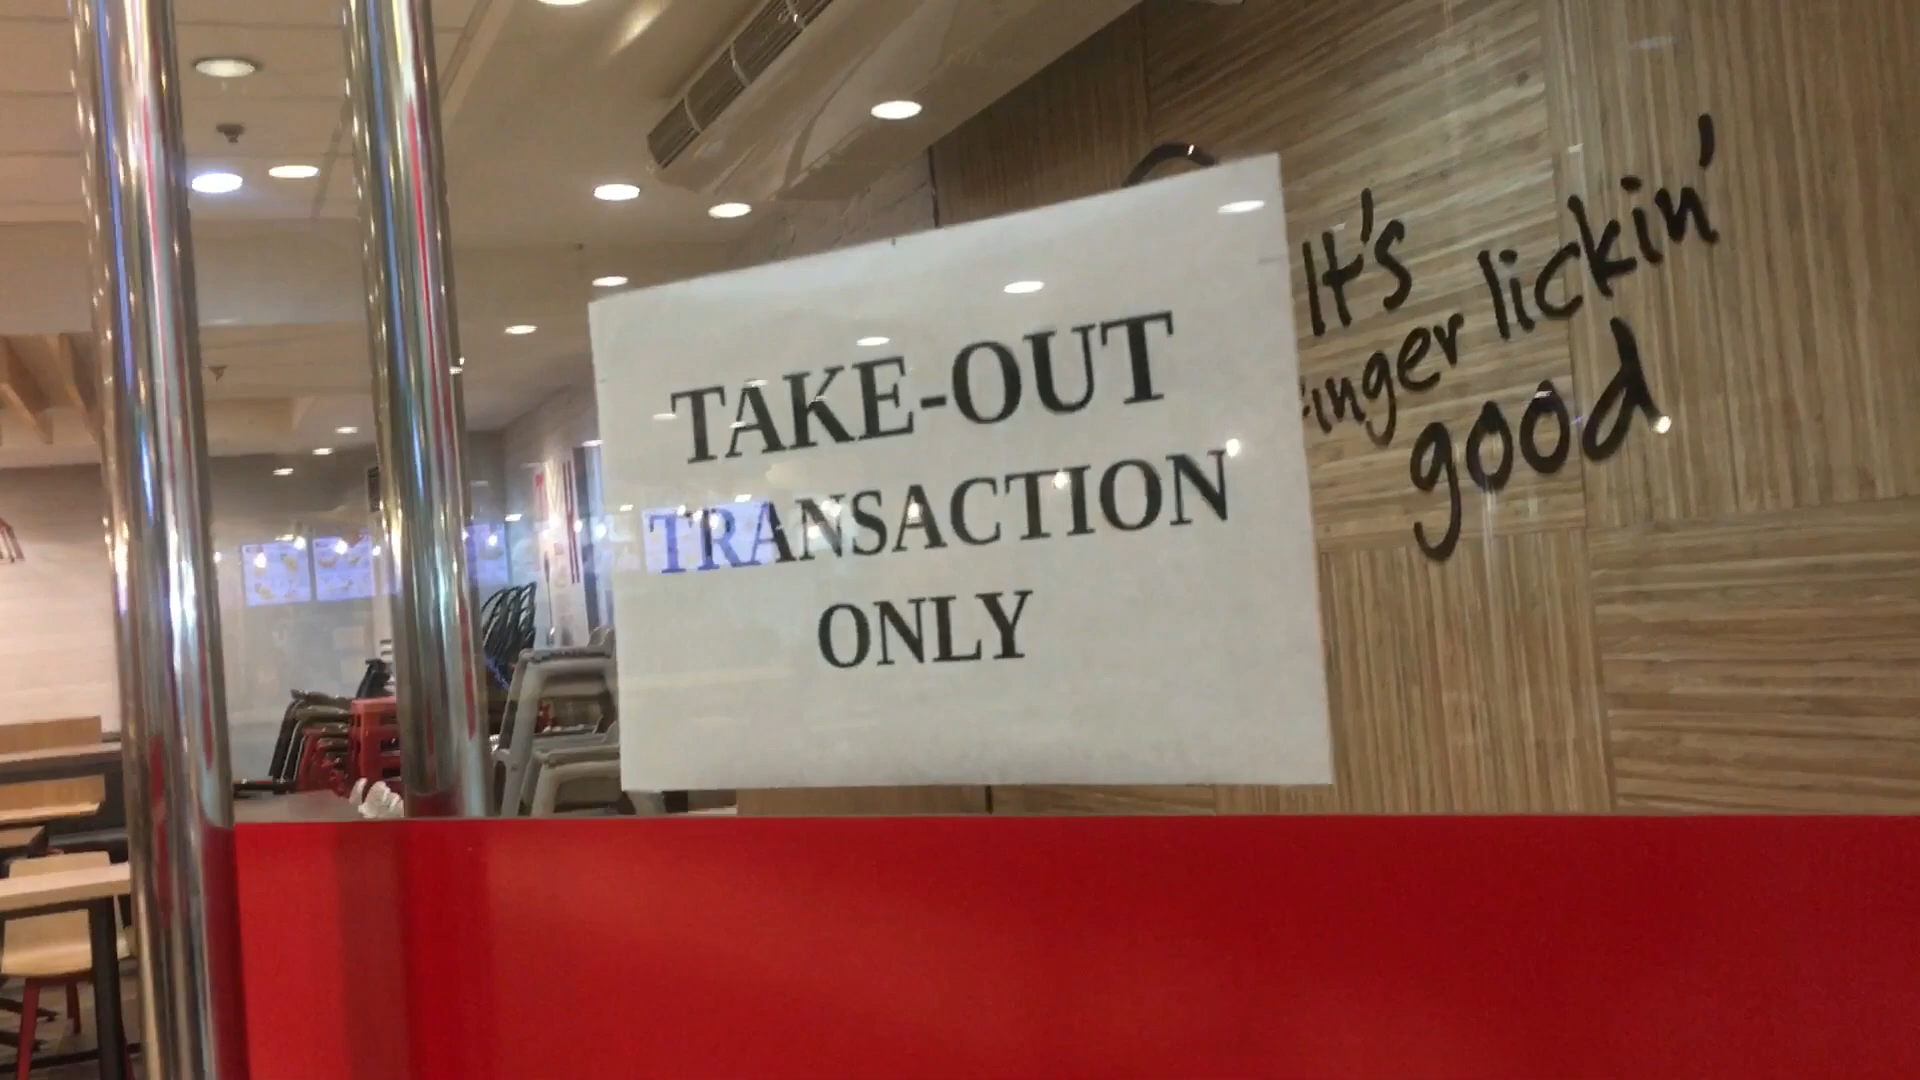 TAKE-OUT
TRANSACTION
ONLY
It's
finger lickin'
good